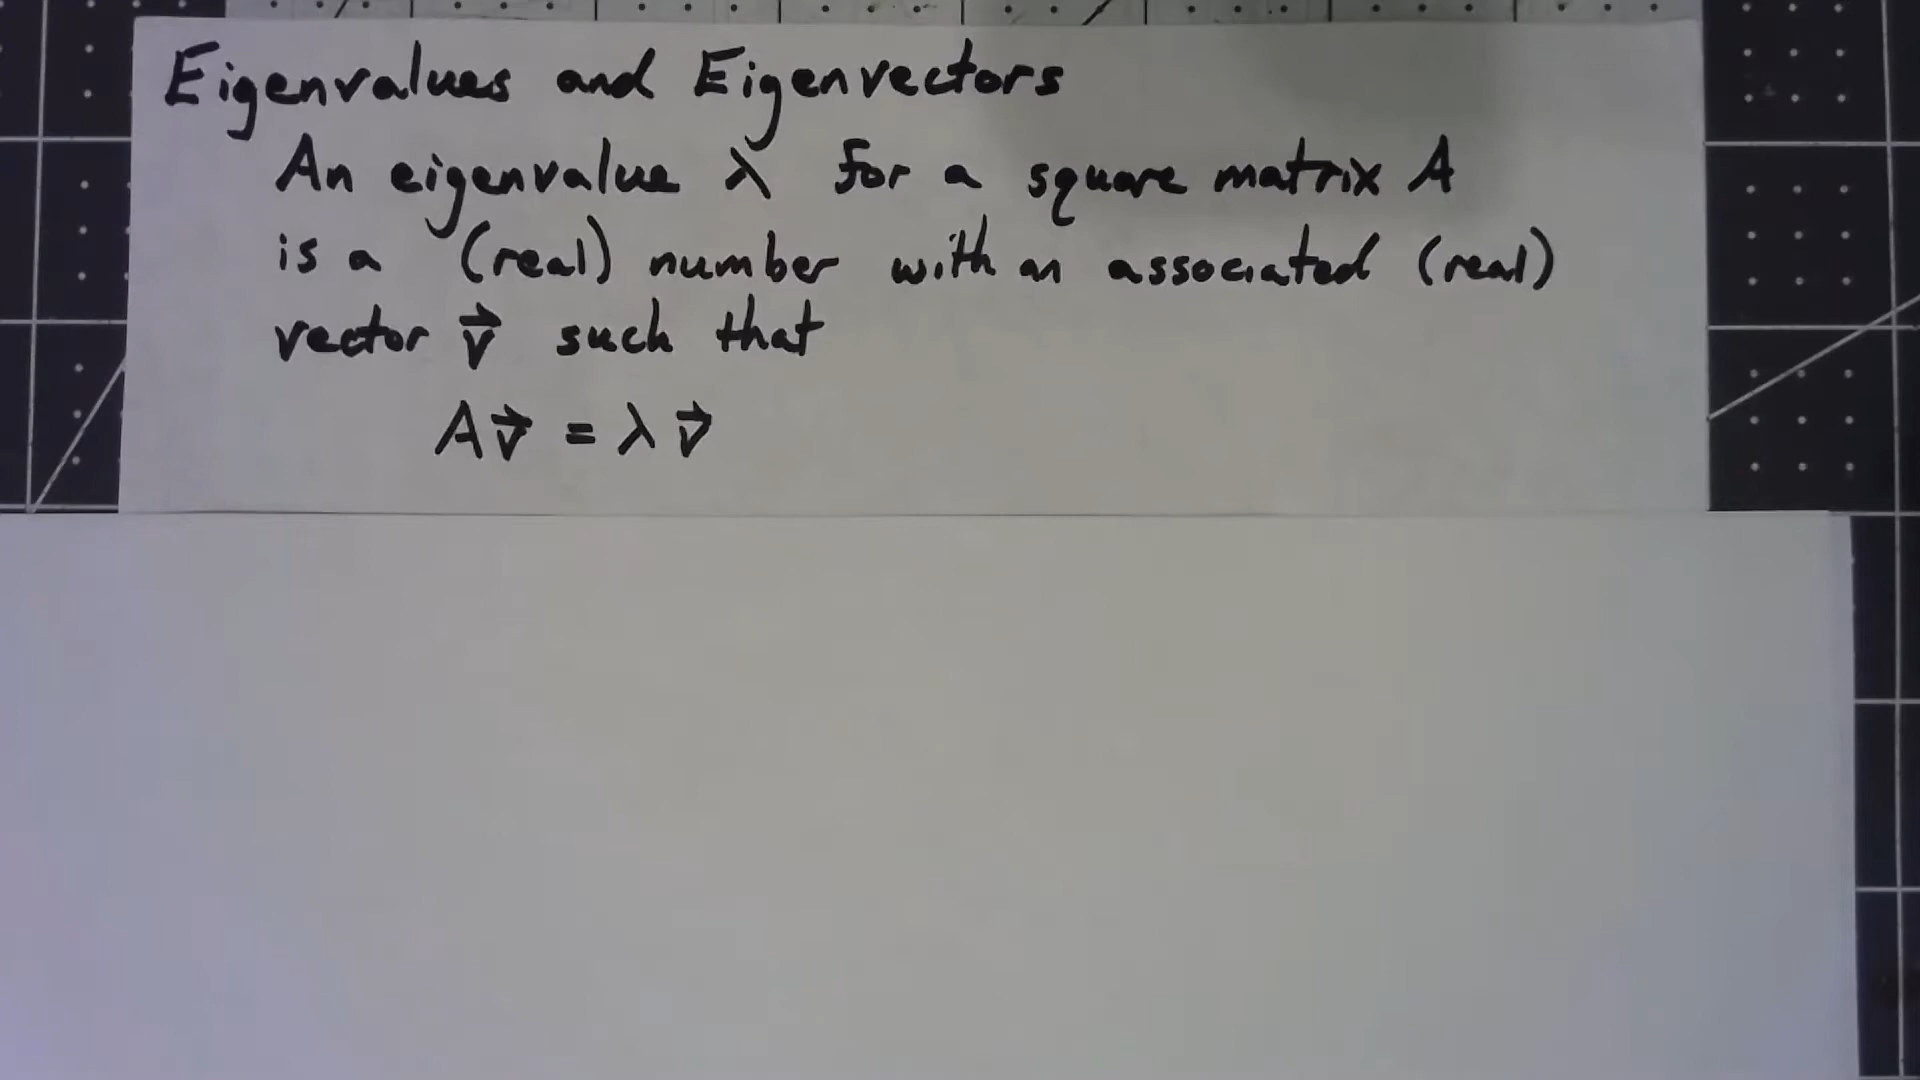 Eigenvalues and Eigenvectors
An eigenvalue λ for a square matrix A
is a (real) number with an associated (real)
vector v⃗ such that
Av⃗ = λv⃗